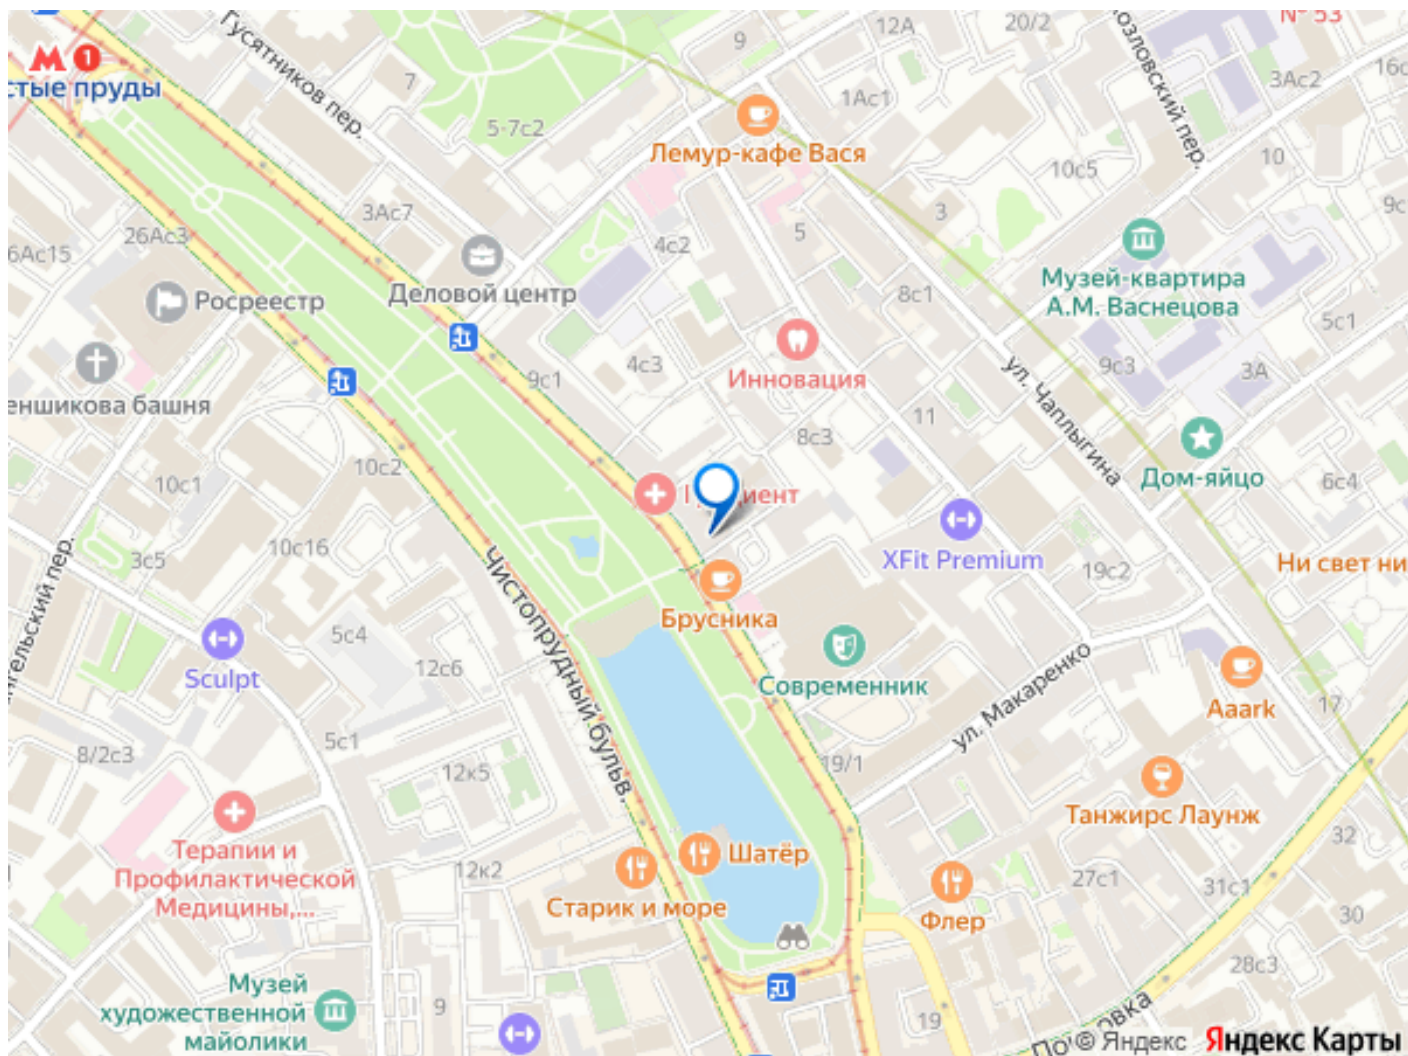 № 53
20/2
12А
9
Гусятников пер.
Козловский пер.
М 1
стые пруды
7
5-7с2
1Ас1
3Ас2
16с
Лемур-кафе Вася
10с5
10
3Ас7
26Ас3
6Ас15
4с2
5
3
9с
Деловой центр
Росреестр
Музей-квартира
А.М. Васнецова
8с1
5с1
Инновация
4с3
9с1
9с3
3А
еншикова башня
ул. Чаплыгина
11
8с3
10с2
10с1
Дом-яйцо
6с4
XFit Premium
10с16
3с5
19с2
Ни свет ни
Брусника
Чистопрудный бульв.
5с4
12с6
Sculpt
Современник
ул. Макаренко
Aaark
17
5с1
8/2с3
12к5
19/1
Танжирс Лаунж
Терапии и
Профилактической
Медицины,...
12к2
Шатёр
Старик и море
Флер
27с1
31с1
32
30
28с3
Музей
художественной
майолики
9
19
© Яндекс
Яндекс Карты